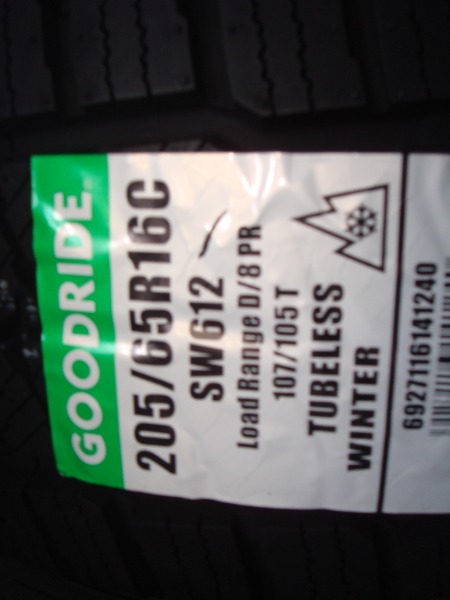 GOODRIDE
205/65R16C
SW612
Load Range D/8 PR
107/105T
TUBELESS
WINTER
6927116141240